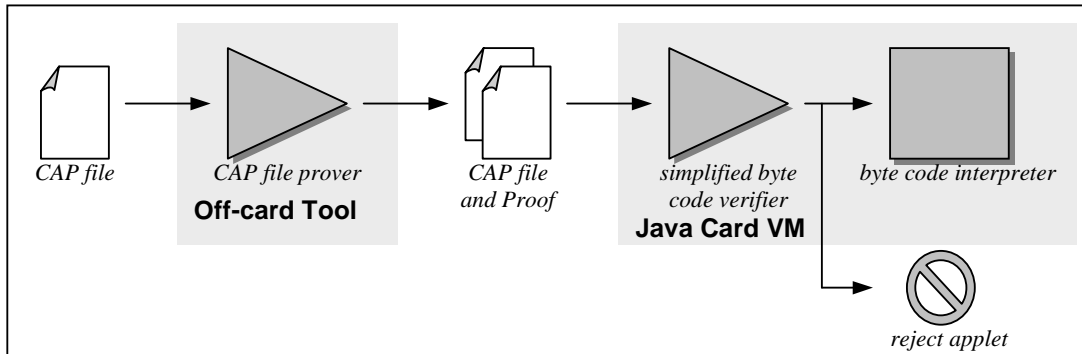 CAP file
CAP file prover
Off-card Tool
CAP file
and Proof
simplified byte
code verifier
Java Card VM
byte code interpreter
reject applet